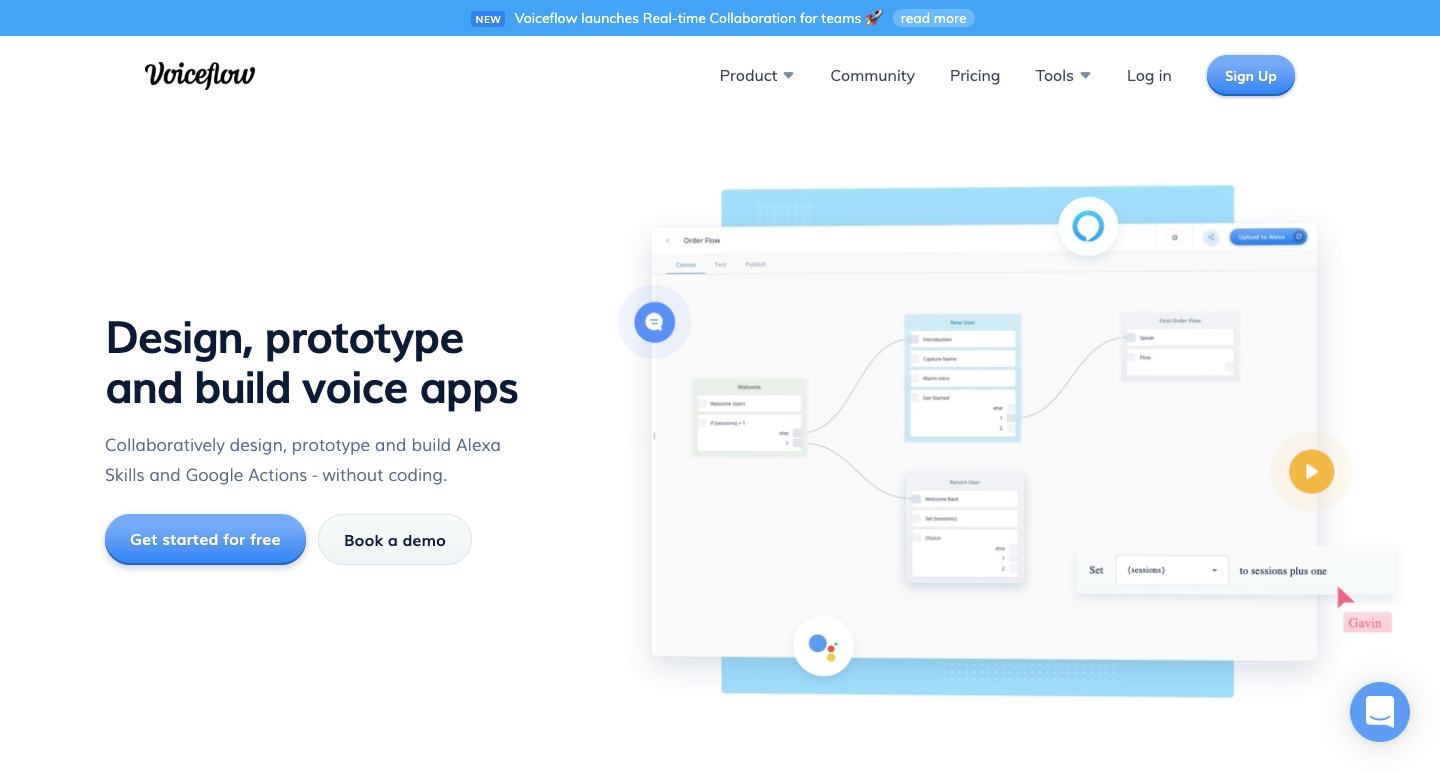 NEW Voiceflow launches Real-time Collaboration for teams 🚀 read more
Voiceflow
Product Community Pricing Tools Log in Sign Up
Design, prototype
and build voice apps
Collaboratively design, prototype and build Alexa
Skills and Google Actions - without coding.
Get started for free Book a demo
Order Flow
Upload to Alexa
Canvas Test Publish
Welcome
Welcome Users
If {sessions} = 1
else
1
New User
Introduction
Capture Name
Warm Intro
Get Started
else
1
2
First Order Flow
Speak
Flow
Return User
Welcome Back
Set {sessions}
Choice
else
1
2
Set {sessions} to sessions plus one
Gavin